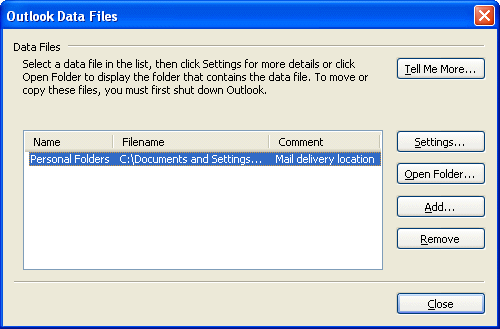 Outlook Data Files
Data Files
Select a data file in the list, then click Settings for more details or click
Open Folder to display the folder that contains the data file. To move or
copy these files, you must first shut down Outlook.
Tell Me More...
Name Filename Comment
Personal Folders C:\Documents and Settings... Mail delivery location
Settings...
Open Folder...
Add...
Remove
Close